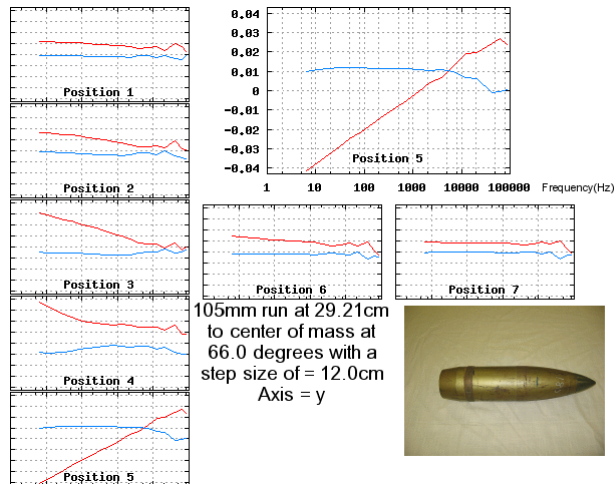 Position 1
Position 2
Position 3
Position 4
Position 5
0.04
0.03
0.02
0.01
0
-0.01
-0.02
-0.03
-0.04
Position 5
1 10 100 1000 10000 100000 Frequency(Hz)
Position 6
Position 7
105mm run at 29.21cm
to center of mass at
66.0 degrees with a
step size of = 12.0cm
Axis = y